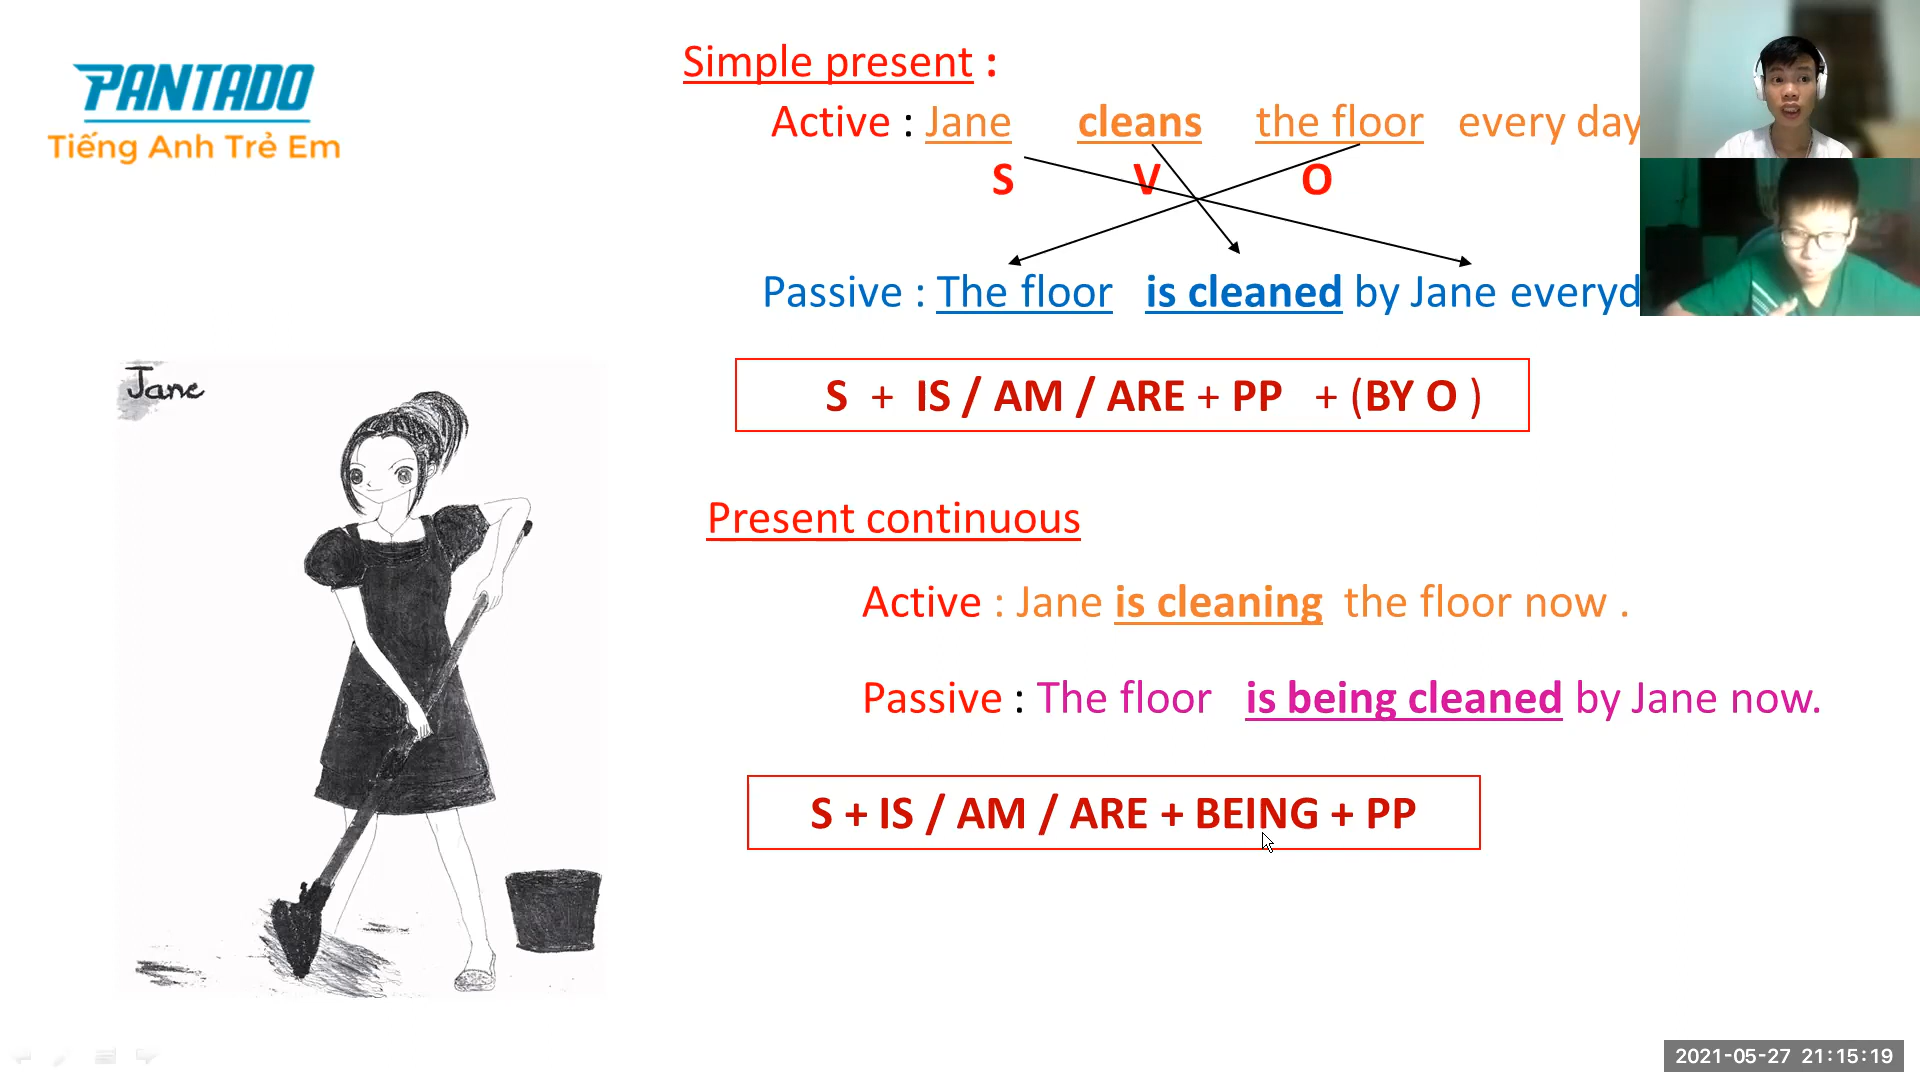 PANTADO
Tiếng Anh Trẻ Em
Simple present :
Active : Jane cleans the floor every day
S V O
Passive : The floor is cleaned by Jane everyd
S + IS / AM / ARE + PP + (BY O )
Jane
Present continuous
Active : Jane is cleaning the floor now .
Passive : The floor is being cleaned by Jane now.
S + IS / AM / ARE + BEING + PP
2021-05-27 21:15:19